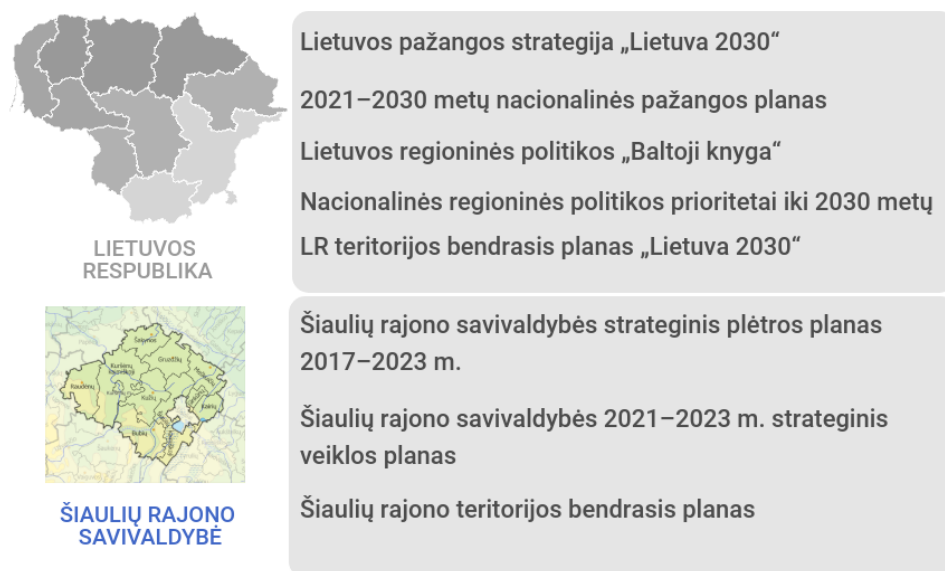 Lietuvos pažangos strategija „Lietuva 2030“
2021–2030 metų nacionalinės pažangos planas
Lietuvos regioninės politikos „Baltoji knyga“
Nacionalinės regioninės politikos prioritetai iki 2030 metų
LR teritorijos bendrasis planas „Lietuva 2030“
LIETUVOS
RESPUBLIKA
Šiaulių rajono savivaldybės strateginis plėtros planas
2017–2023 m.
Šiaulių rajono savivaldybės 2021–2023 m. strateginis
veiklos planas
Šiaulių rajono teritorijos bendrasis planas
ŠIAULIŲ RAJONO
SAVIVALDYBĖ